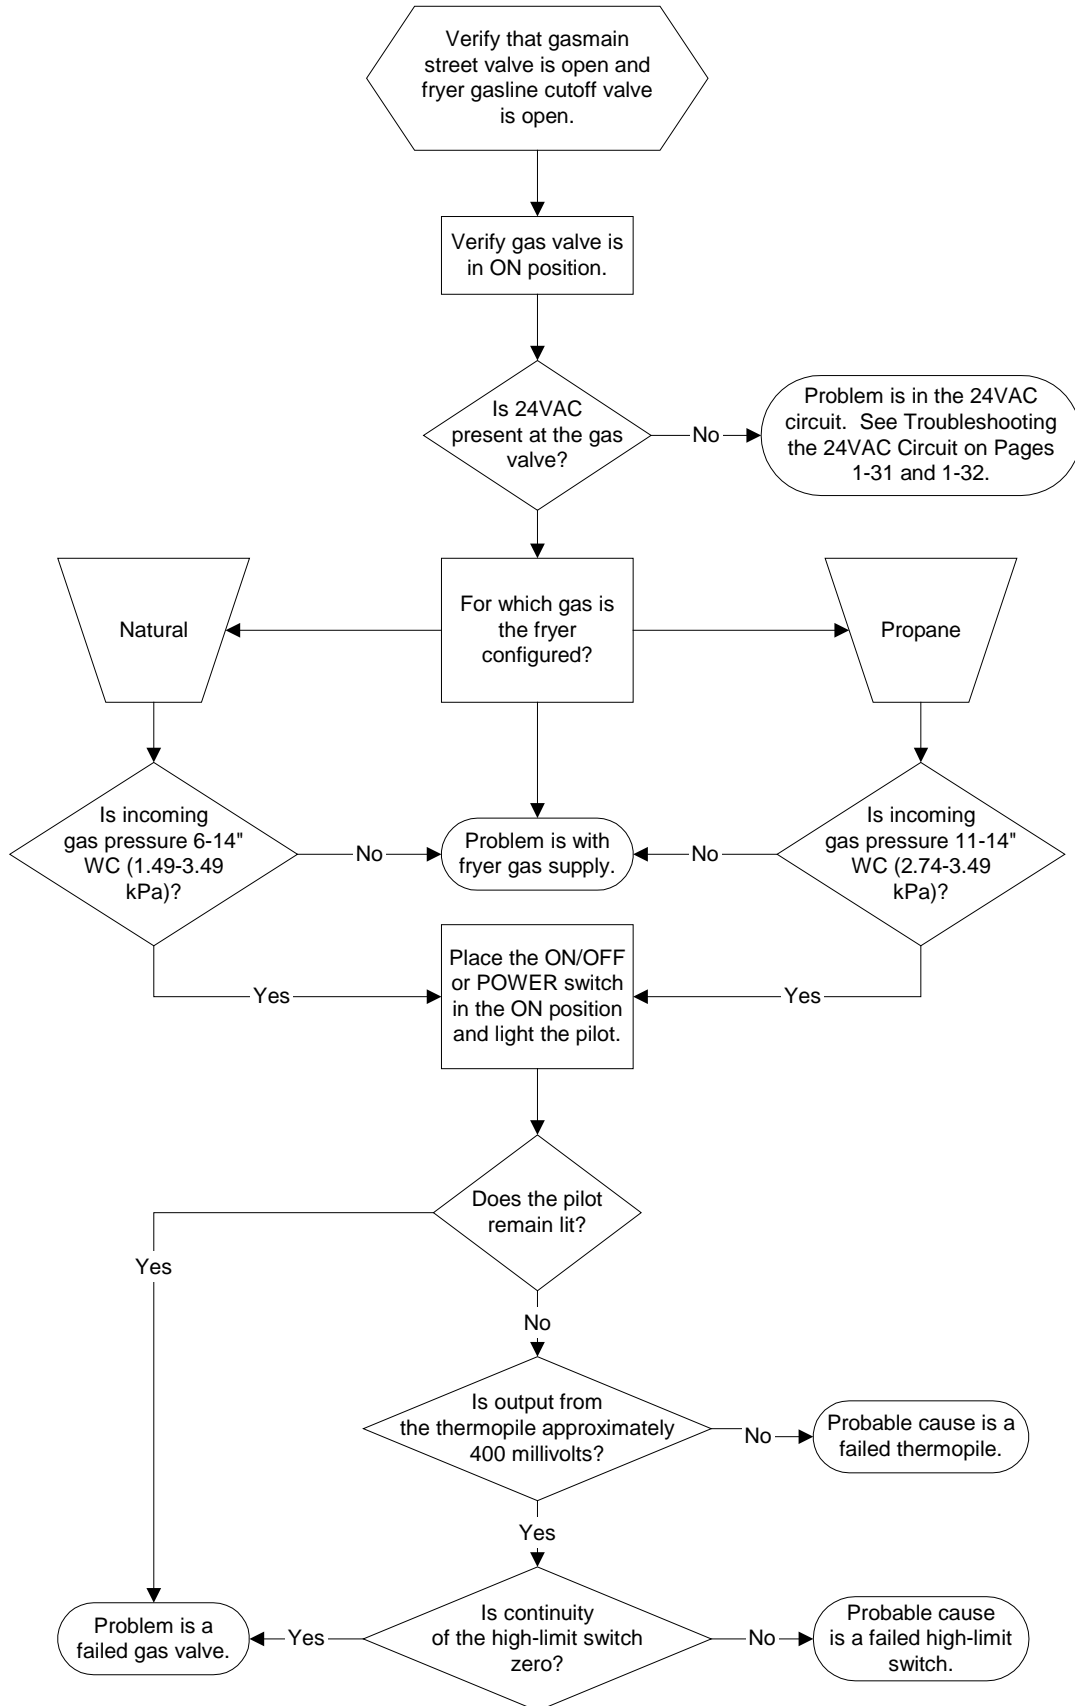 Verify that gasmain
street valve is open and
fryer gasline cutoff valve
is open.
Verify gas valve is
in ON position.
Is 24VAC
present at the gas
valve?
No
Problem is in the 24VAC
circuit. See Troubleshooting
the 24VAC Circuit on Pages
1-31 and 1-32.
Natural
For which gas is
the fryer
configured?
Propane
Is incoming
gas pressure 6-14"
WC (1.49-3.49
kPa)?
No
Problem is with
fryer gas supply.
No
Is incoming
gas pressure 11-14"
WC (2.74-3.49
kPa)?
Yes
Place the ON/OFF
or POWER switch
in the ON position
and light the pilot.
Yes
Does the pilot
remain lit?
Yes
No
Is output from
the thermopile approximately
400 millivolts?
No
Probable cause is a
failed thermopile.
Yes
Problem is a
failed gas valve.
Yes
Is continuity
of the high-limit switch
zero?
No
Probable cause
is a failed high-limit
switch.